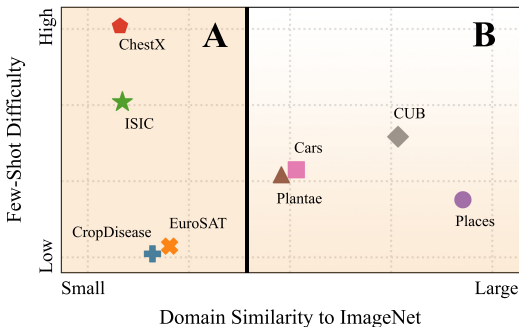 High
A
B
ChestX
ISIC
CUB
Cars
Plantae
Places
CropDisease
EuroSAT
Few-Shot Difficulty
Low
Small
Large
Domain Similarity to ImageNet